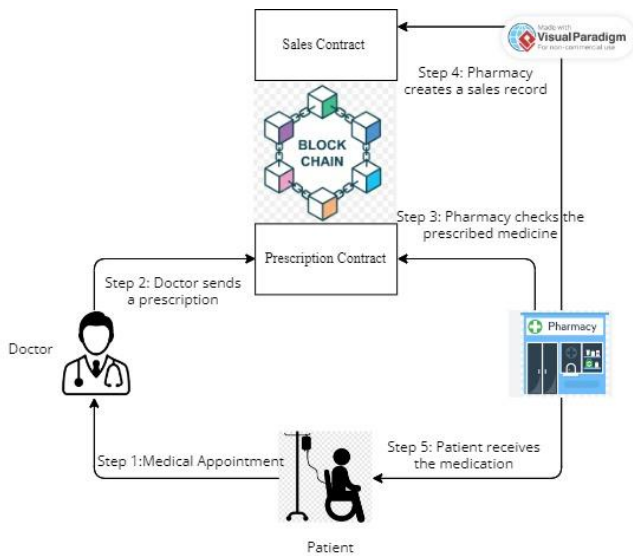 Made with
Visual Paradigm
For non-commercial use
Sales Contract
Step 4: Pharmacy
creates a sales record
BLOCK
CHAIN
Step 3: Pharmacy checks the
prescribed medicine
Prescription Contract
Step 2: Doctor sends
a prescription
Pharmacy
Doctor
Step 1:Medical Appointment
Step 5: Patient receives
the medication
Patient